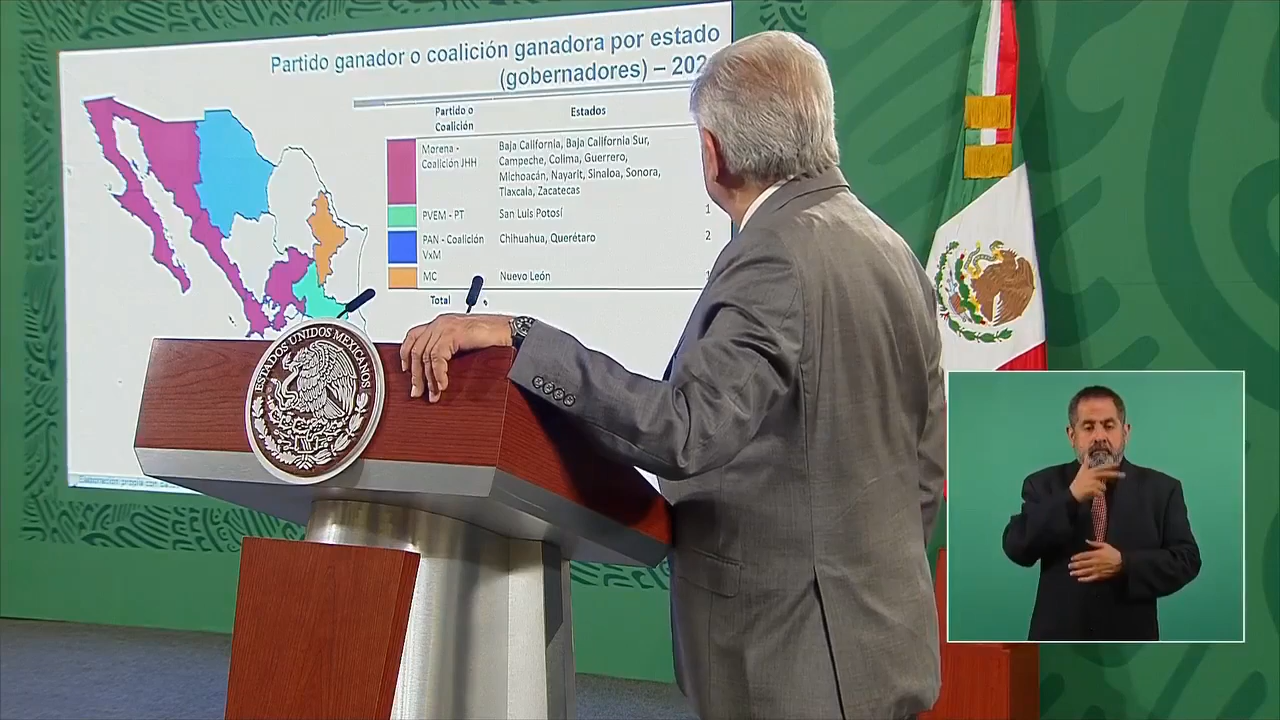 Partido ganador o coalición ganadora por estado
(gobernadores) – 202
Partido o
Coalición
Estados
Morena -
Coalición JHH
Baja California, Baja California Sur,
Campeche, Colima, Guerrero,
Michoacán, Nayarit, Sinaloa, Sonora,
Tlaxcala, Zacatecas
PVEM - PT
San Luis Potosí
1
PAN - Coalición
VxM
Chihuahua, Querétaro
2
MC
Nuevo León
1
Total
ESTADOS UNIDOS MEXICANOS